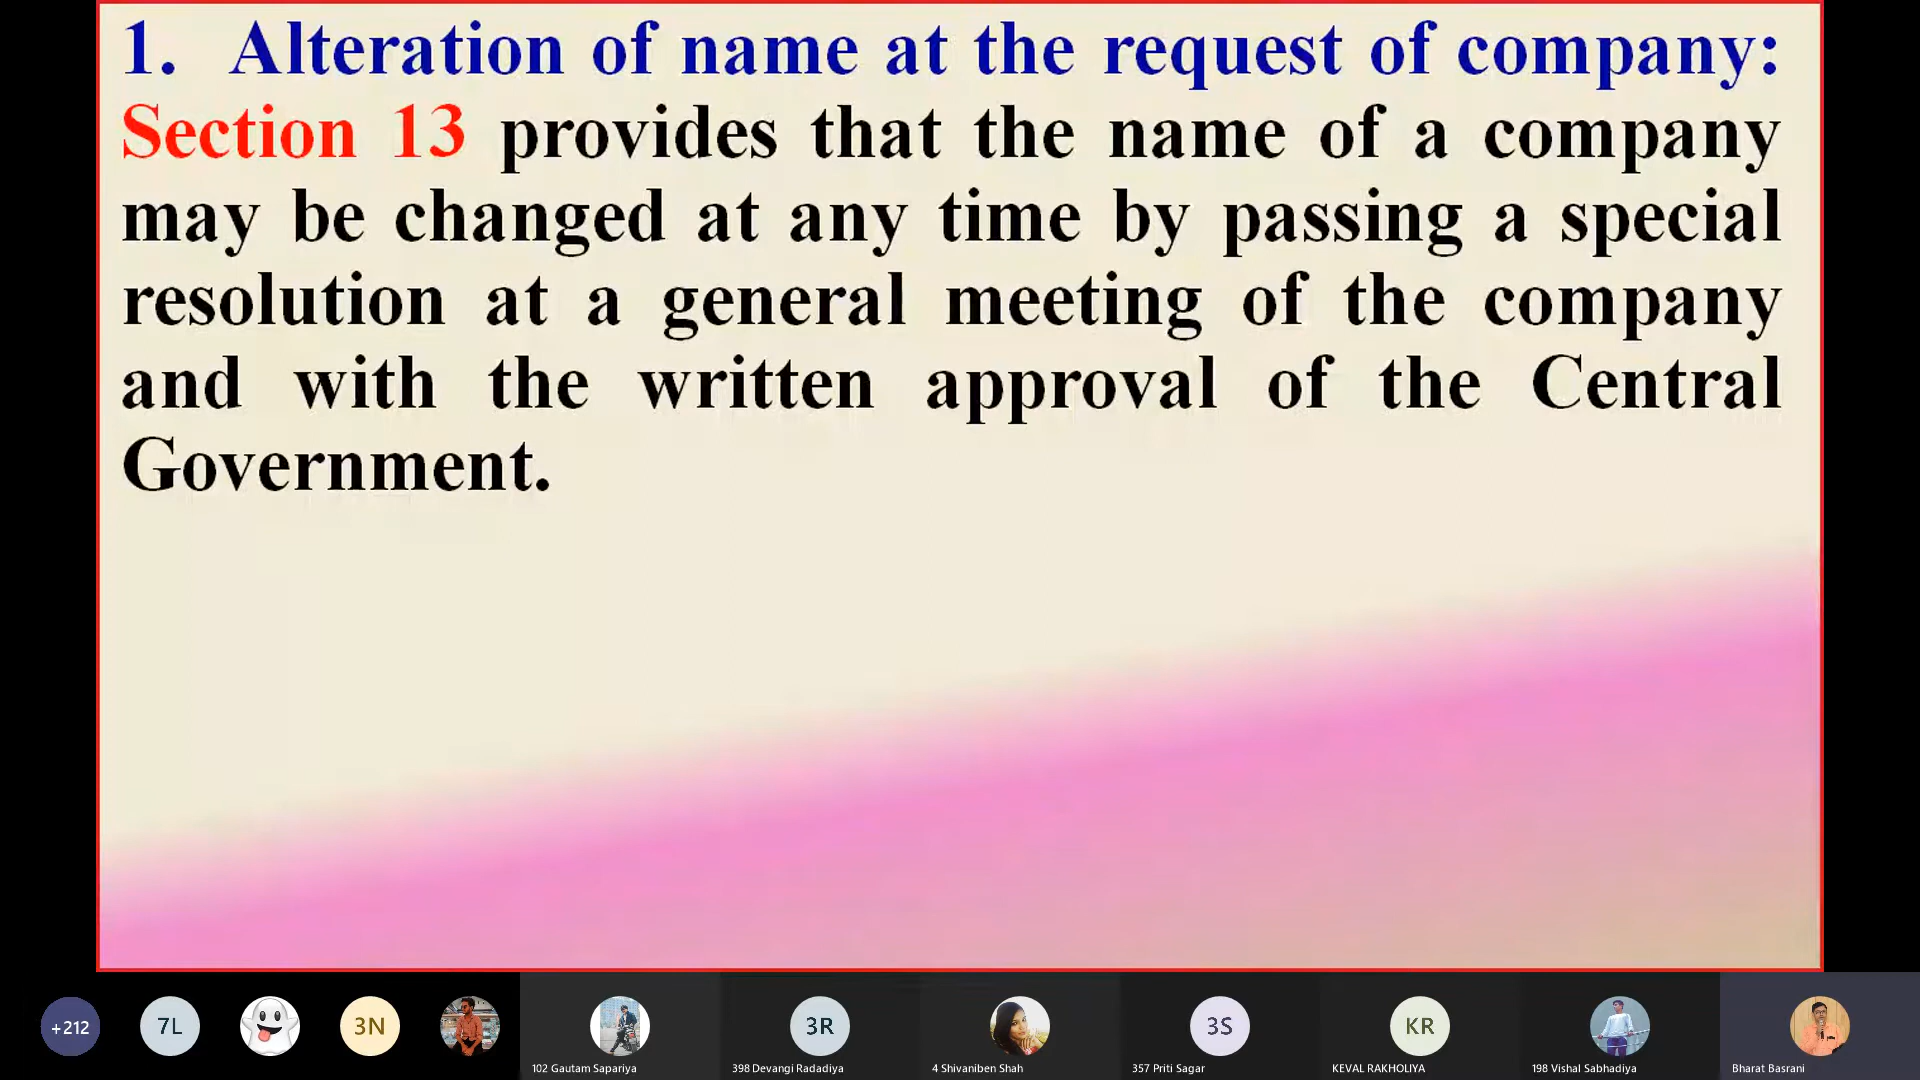 1. Alteration of name at the request of company:
Section 13 provides that the name of a company
may be changed at any time by passing a special
resolution at a general meeting of the company
and with the written approval of the Central
Government.
+212
7L
3N
3R
3S
KR
102 Gautam Sapariya
398 Devangi Radadiya
4 Shivaniben Shah
357 Priti Sagar
KEVAL RAKHOLIYA
198 Vishal Sabhadiya
Bharat Basrani